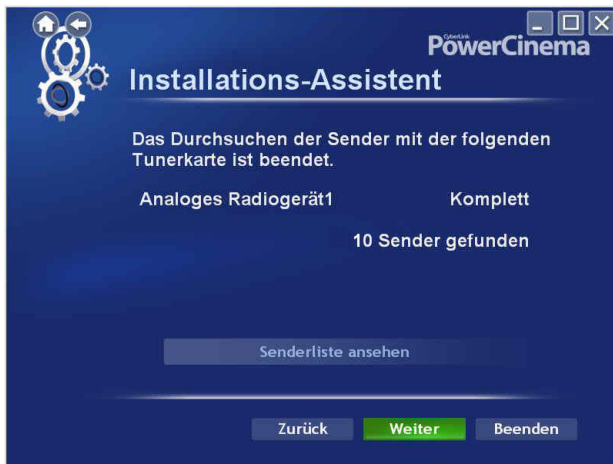 CyberLink
PowerCinema
Installations-Assistent
Das Durchsuchen der Sender mit der folgenden
Tunerkarte ist beendet.
Analoges Radiogerät1 Komplett
10 Sender gefunden
Senderliste ansehen
Zurück Weiter Beenden